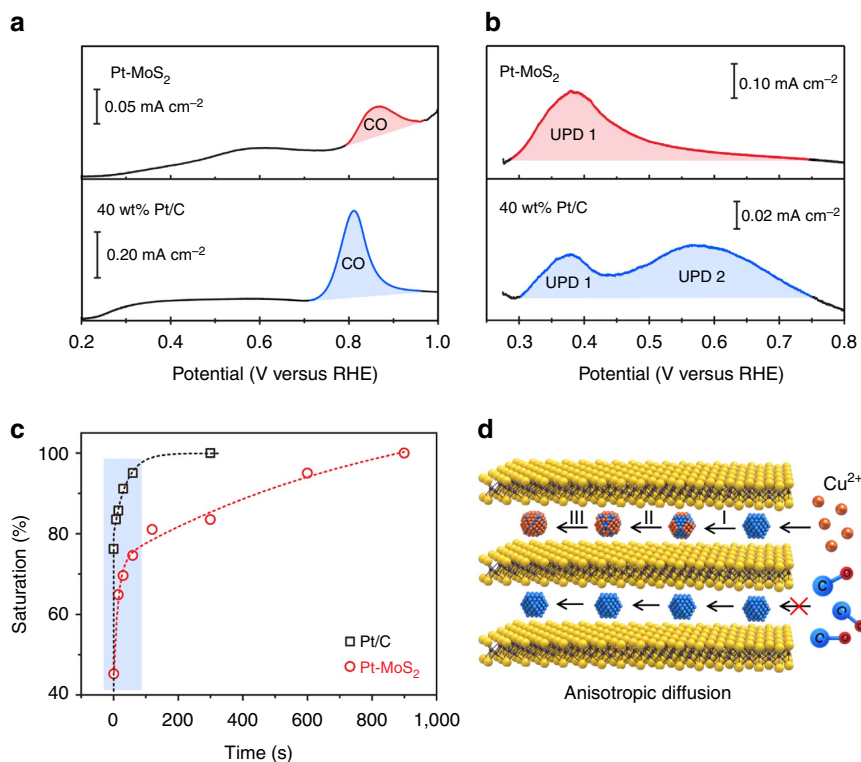 a
Pt-MoS₂
0.05 mA cm⁻²
CO
40 wt% Pt/C
0.20 mA cm⁻²
CO
0.2 0.4 0.6 0.8 1.0
Potential (V versus RHE)
b
Pt-MoS₂
0.10 mA cm⁻²
UPD 1
40 wt% Pt/C
0.02 mA cm⁻²
UPD 1
UPD 2
0.3 0.4 0.5 0.6 0.7 0.8
Potential (V versus RHE)
c
Saturation (%)
100
80
60
40
Pt/C
Pt-MoS₂
0 200 400 600 800 1,000
Time (s)
d
Cu²⁺
III II I
C O
C O
C O
Anisotropic diffusion